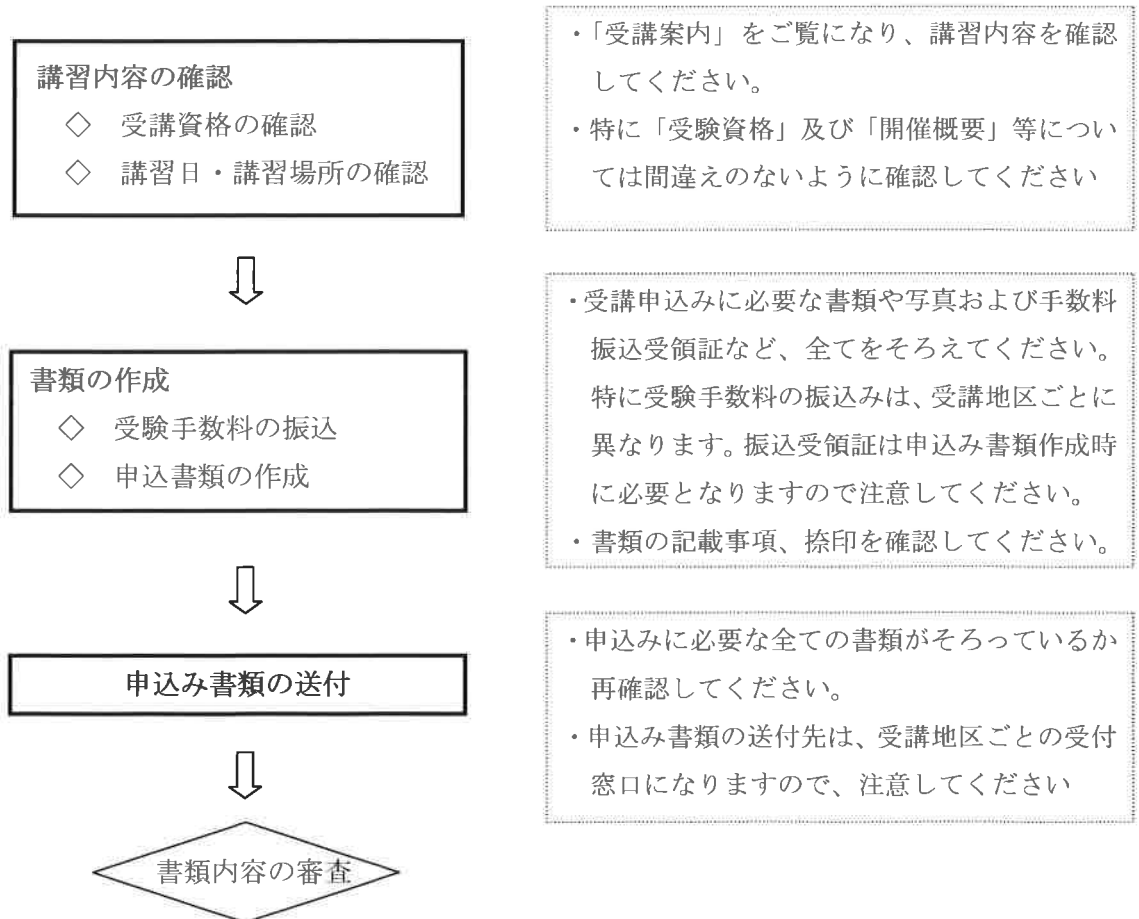 講習内容の確認
◇ 受講資格の確認
◇ 講習日・講習場所の確認
・「受講案内」をご覧になり、講習内容を確認
してください。
・特に「受験資格」及び「開催概要」等につい
ては間違えのないように確認してください
書類の作成
◇ 受験手数料の振込
◇ 申込書類の作成
・受講申込みに必要な書類や写真および手数料
振込受領証など、全てをそろえてください。
特に受験手数料の振込みは、受講地区ごとに
異なります。振込受領証は申込み書類作成時
に必要となりますので注意してください。
・書類の記載事項、捺印を確認してください。
申込み書類の送付
・申込みに必要な全ての書類がそろっているか
再確認してください。
・申込み書類の送付先は、受講地区ごとの受付
窓口になりますので、注意してください
書類内容の審査